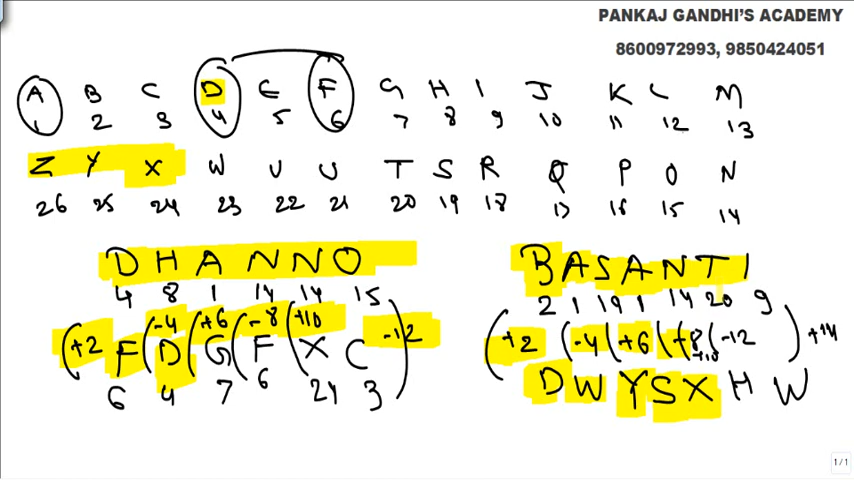 PANKAJ GANDHI'S ACADEMY
8600972993, 9850424051
A B C D E F G H I J K L M
1 2 3 4 5 6 7 8 9 10 11 12 13
Z Y X W V U T S R Q P O N
26 25 24 23 22 21 20 19 18 17 16 15 14
DHANNO
4 8 1 14 14 15
+2 -4 +6 -8 +10 -12
F D G F X C
6 4 7 6 24 3
BASANTI
2 1 19 1 14 20 9
+2 -4 +6 -8 +10 -12 +14
D W Y S X H W
1/1